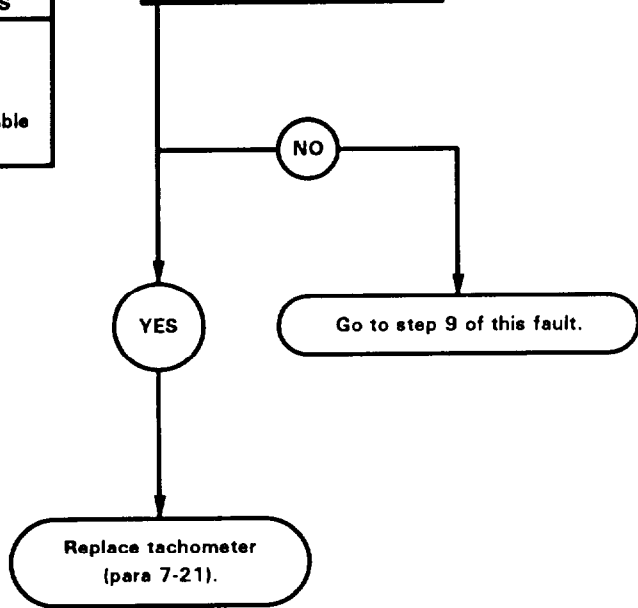 S
NO
YES
Go to step 9 of this fault.
Replace tachometer
(para 7-21).